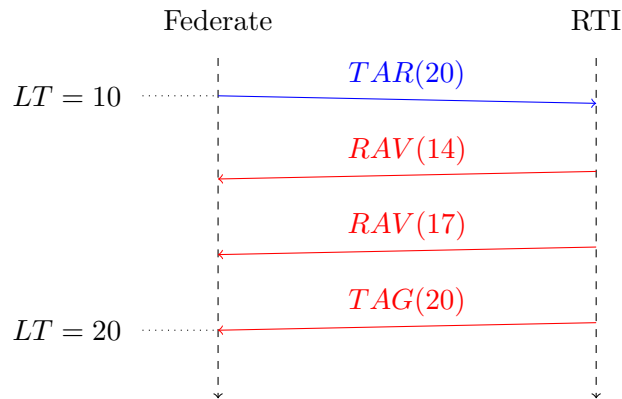 Federate RTI
LT = 10 TAR(20)
RAV(14)
RAV(17)
TAG(20)
LT = 20